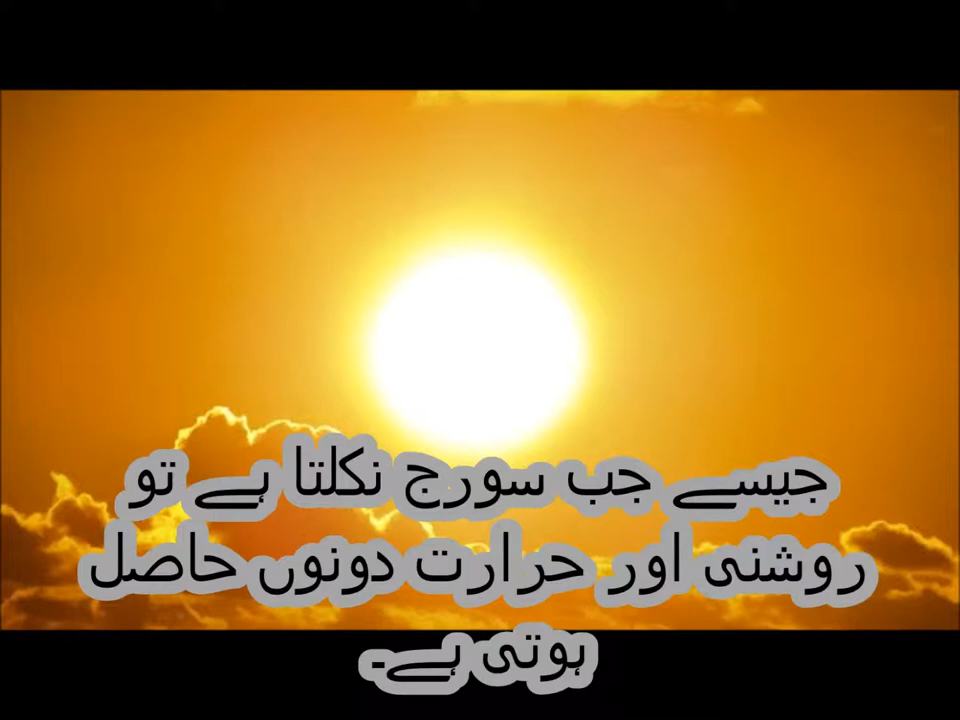 جیسے جب سورج نکلتا ہے تو
روشنی اور حرارت دونوں حاصل
ہوتی ہے۔